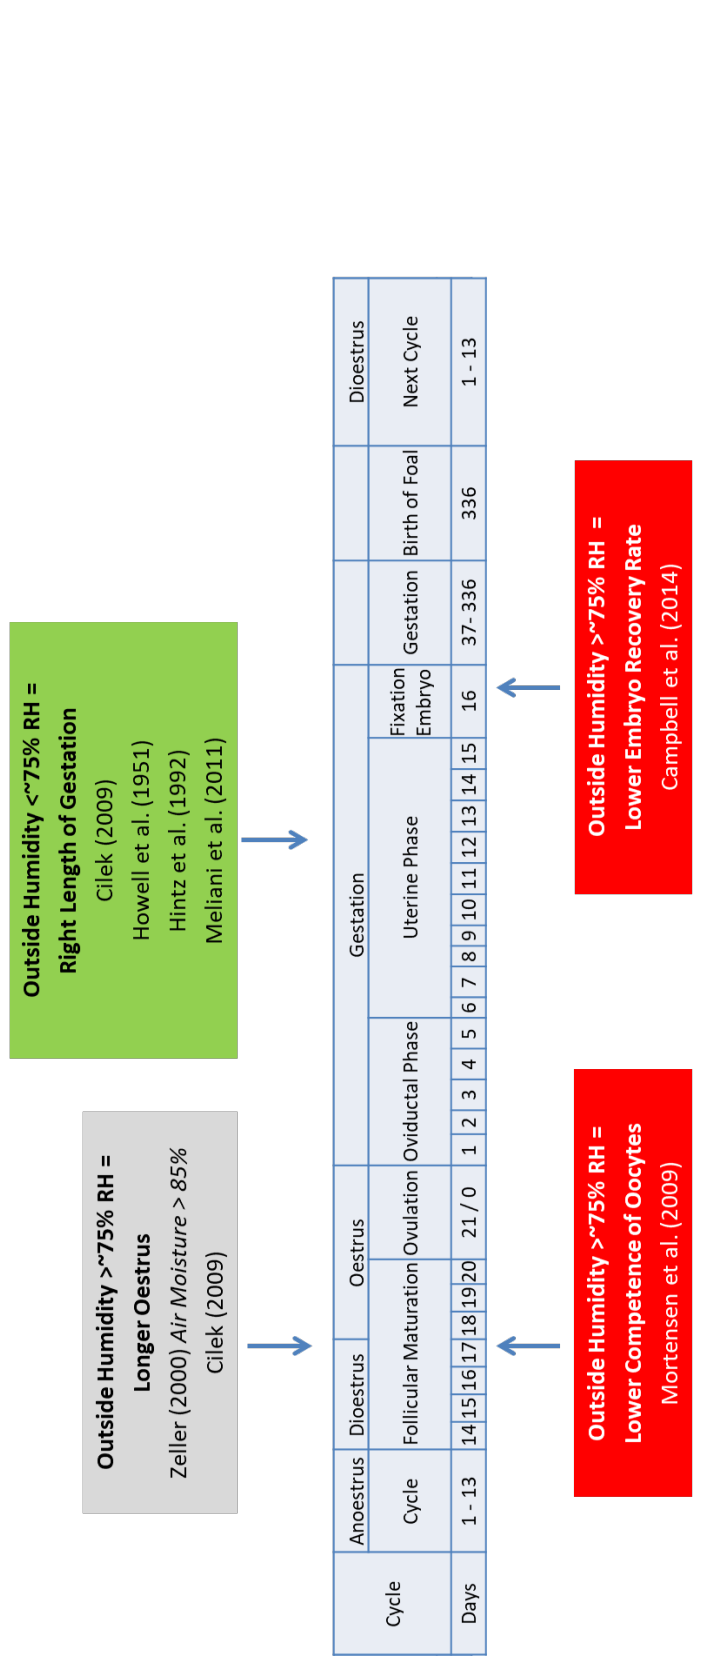 Outside Humidity >~75% RH =
Longer Oestrus
Zeller (2000) Air Moisture > 85%
Cilek (2009)
Outside Humidity <~75% RH =
Right Length of Gestation
Cilek (2009)
Howell et al. (1951)
Hintz et al. (1992)
Meliani et al. (2011)
Cycle Anoestrus Dioestrus Oestrus Gestation Dioestrus
Cycle Follicular Maturation Ovulation Oviductal Phase Uterine Phase Fixation Embryo Gestation Birth of Foal Next Cycle
Days 1 - 13 14 15 16 17 18 19 20 21 / 0 1 2 3 4 5 6 7 8 9 10 11 12 13 14 15 16 37- 336 336 1 - 13
Outside Humidity >~75% RH =
Lower Competence of Oocytes
Mortensen et al. (2009)
Outside Humidity >~75% RH =
Lower Embryo Recovery Rate
Campbell et al. (2014)